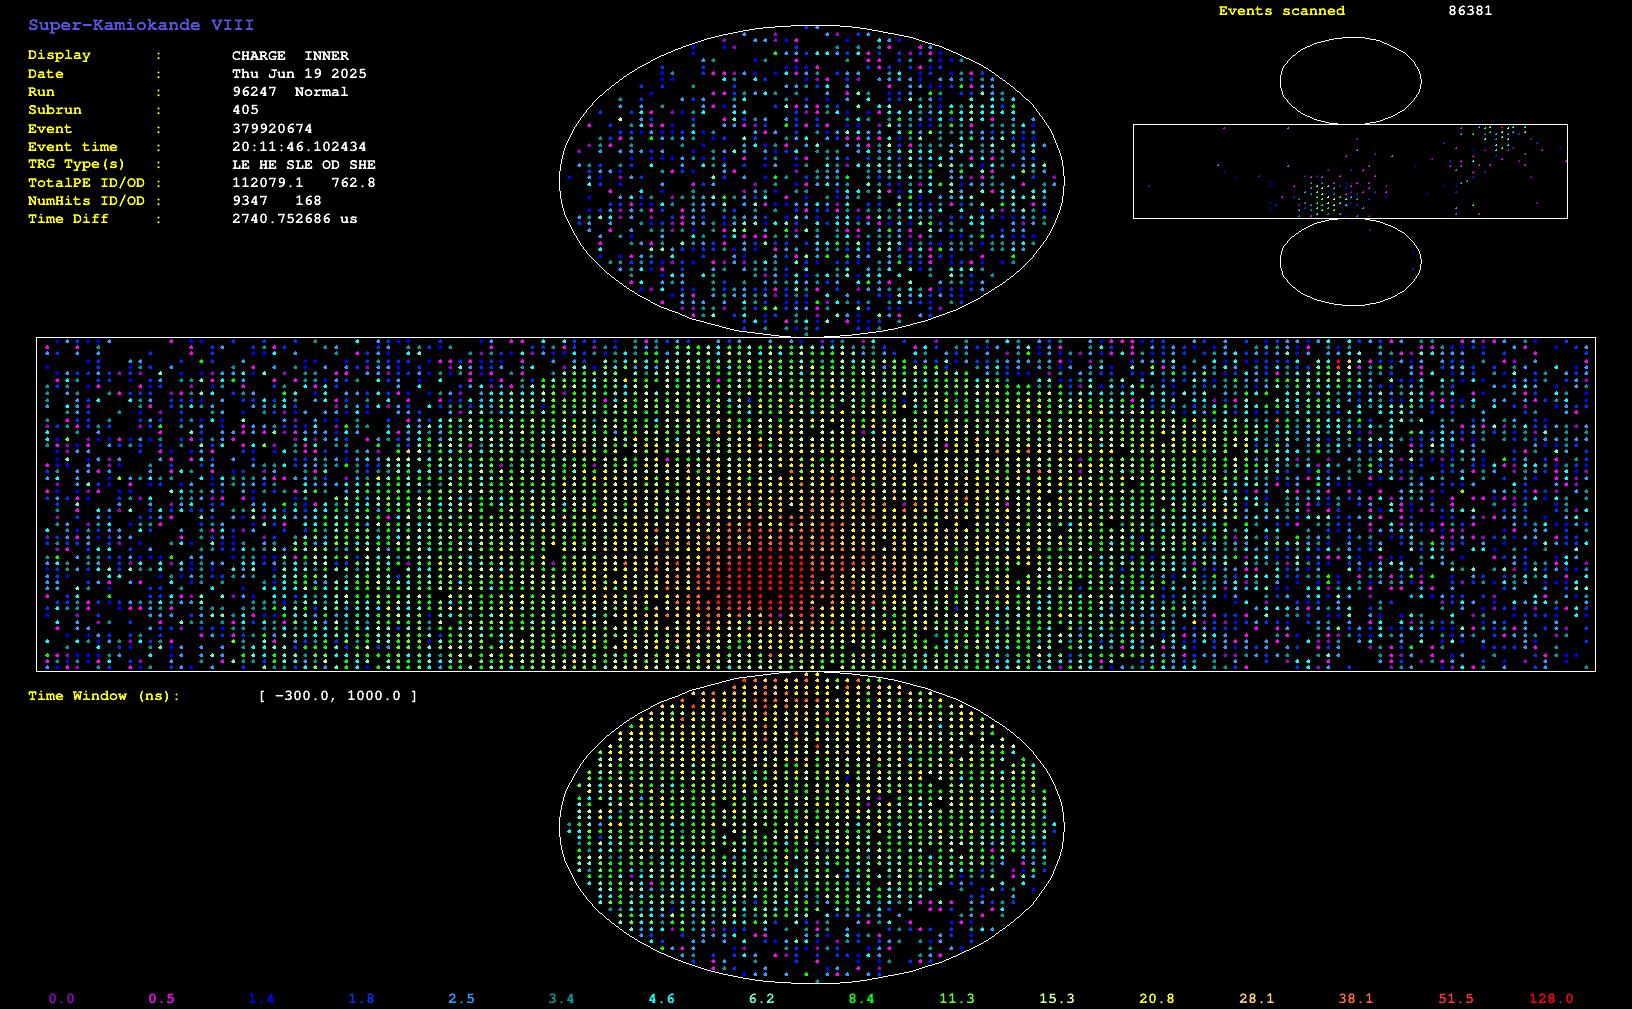 Super-Kamiokande VIII
Events scanned 86381
Display : CHARGE INNER
Date : Thu Jun 19 2025
Run : 96247 Normal
Subrun : 405
Event : 379920674
Event time : 20:11:46.102434
TRG Type(s) : LE HE SLE OD SHE
TotalPE ID/OD : 112079.1 762.8
NumHits ID/OD : 9347 168
Time Diff : 2740.752686 us
Time Window (ns): [ -300.0, 1000.0 ]
0.0 0.5 1.4 1.8 2.5 3.4 4.6 6.2 8.4 11.3 15.3 20.8 28.1 38.1 51.5 128.0